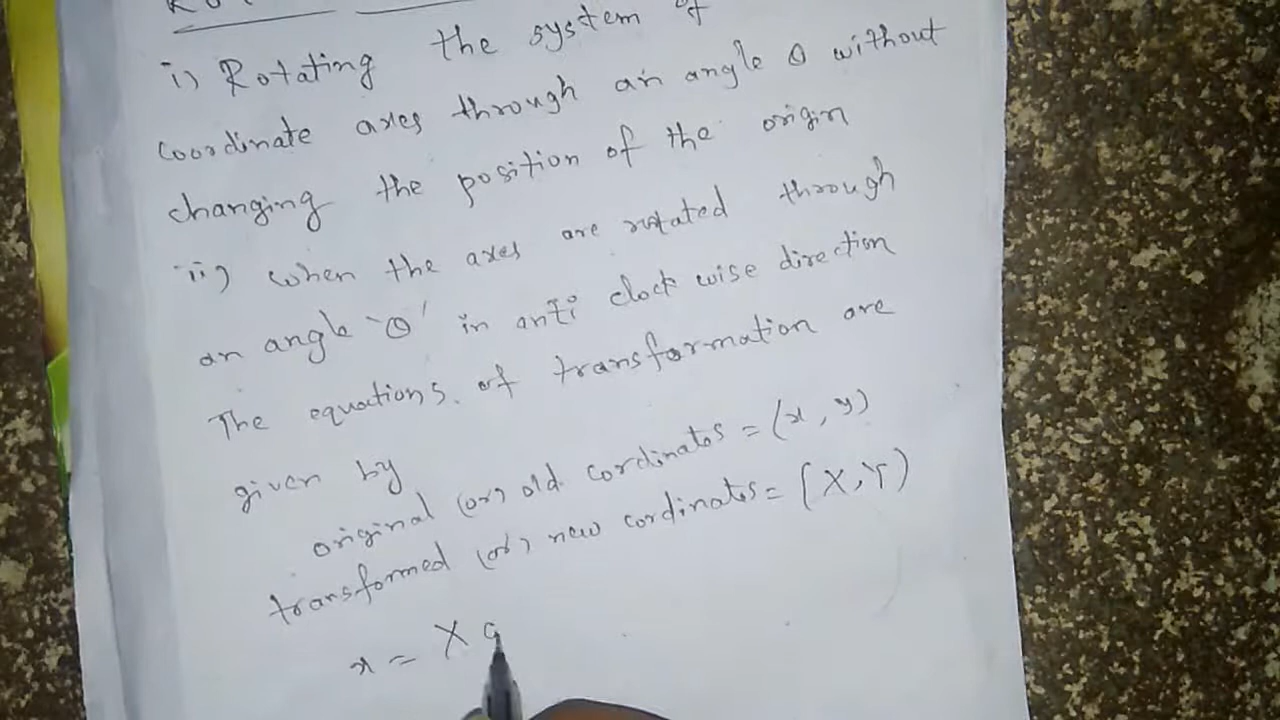 i) Rotating the system of
coordinate axes through an angle θ without
changing the position of the origin
ii) when the axes are rotated through
an angle 'θ' in anti clock wise direction
The equations of transformation are
given by
original (or) old cordinates = (x, y)
transformed (or) new cordinates = (X, Y)
x = X c